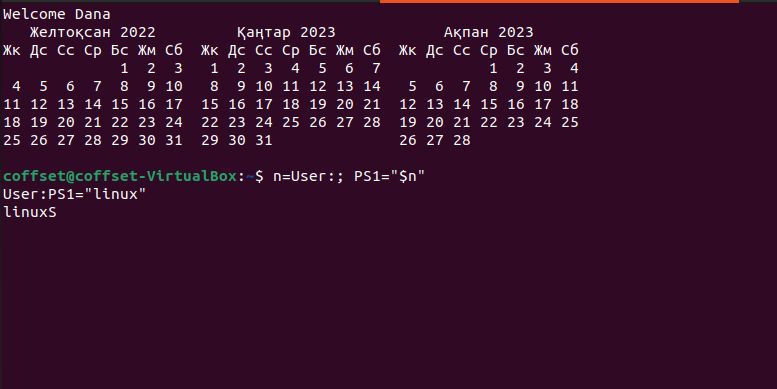 Welcome Dana
   Желтоқсан 2022         Қаңтар 2023            Ақпан 2023
Жк Дс Сс Ср Бс Жм Сб  Жк Дс Сс Ср Бс Жм Сб  Жк Дс Сс Ср Бс Жм Сб
             1  2  3   1  2  3  4  5  6  7            1  2  3  4
 4  5  6  7  8  9 10   8  9 10 11 12 13 14   5  6  7  8  9 10 11
11 12 13 14 15 16 17  15 16 17 18 19 20 21  12 13 14 15 16 17 18
18 19 20 21 22 23 24  22 23 24 25 26 27 28  19 20 21 22 23 24 25
25 26 27 28 29 30 31  29 30 31              26 27 28
coffset@coffset-VirtualBox:~$ n=User:; PS1="$n"
User:PS1="linux"
linuxS